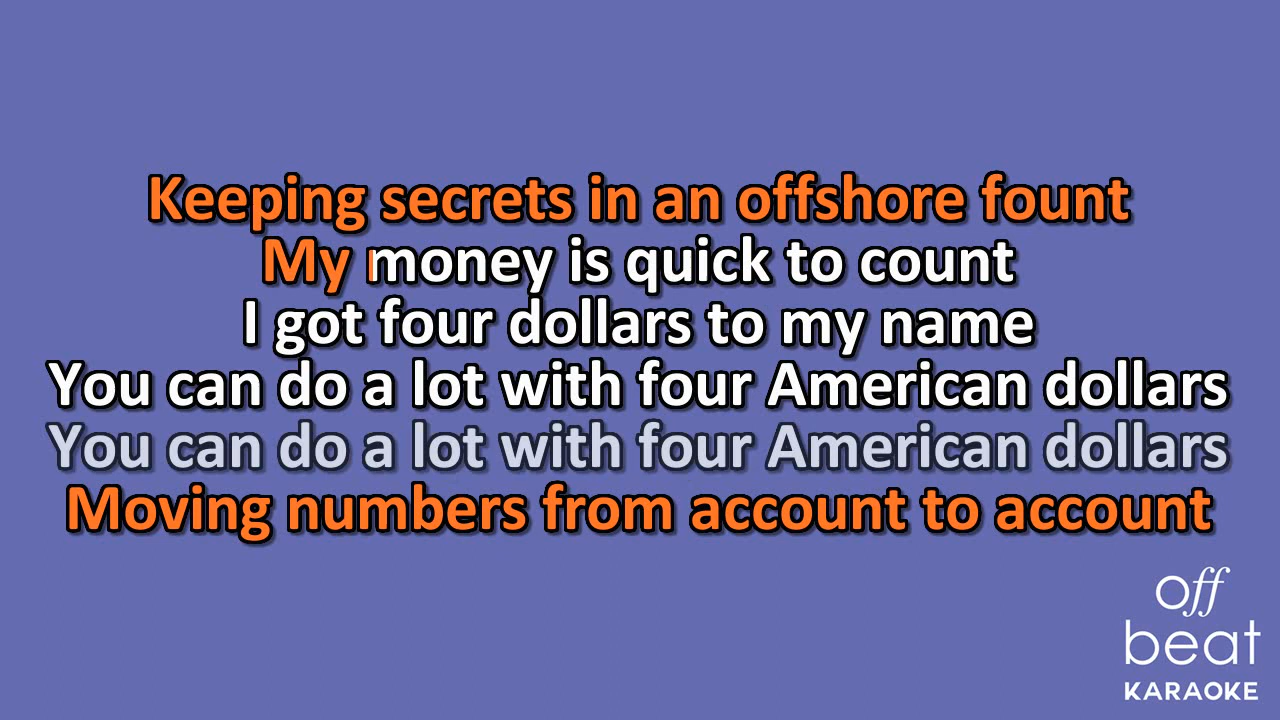 Keeping secrets in an offshore fount
My money is quick to count
I got four dollars to my name
You can do a lot with four American dollars
You can do a lot with four American dollars
Moving numbers from account to account
off
beat
KARAOKE